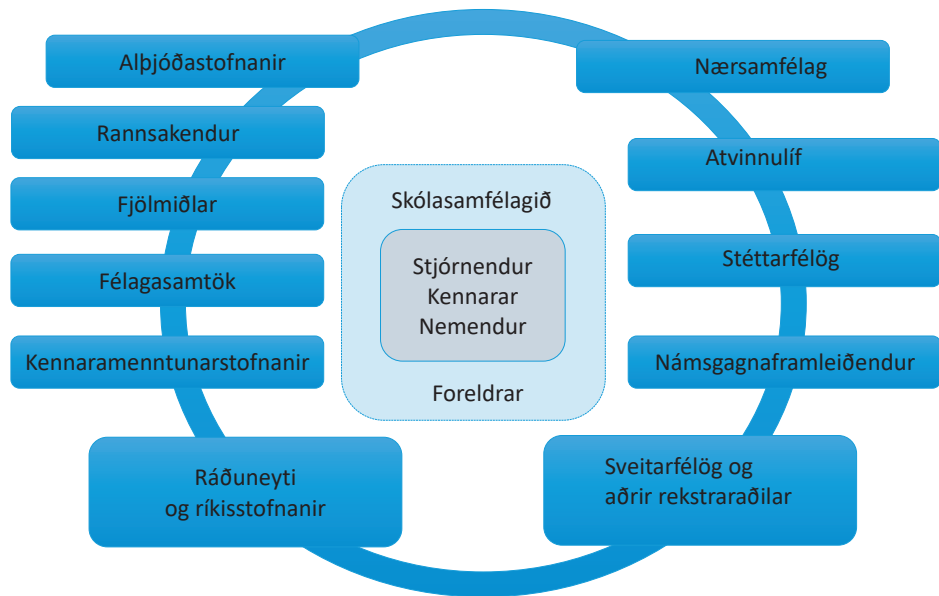 Alþjóðastofnanir
Rannsakendur
Fjölmiðlar
Félagasamtök
Kennaramenntunarstofnanir
Ráðuneyti
og ríkisstofnanir
Skólasamfélagið
Stjórnendur
Kennarar
Nemendur
Foreldrar
Nærsamfélag
Atvinnulíf
Stéttarfélög
Námsgagnaframleiðendur
Sveitarfélög og
aðrir rekstraraðilar